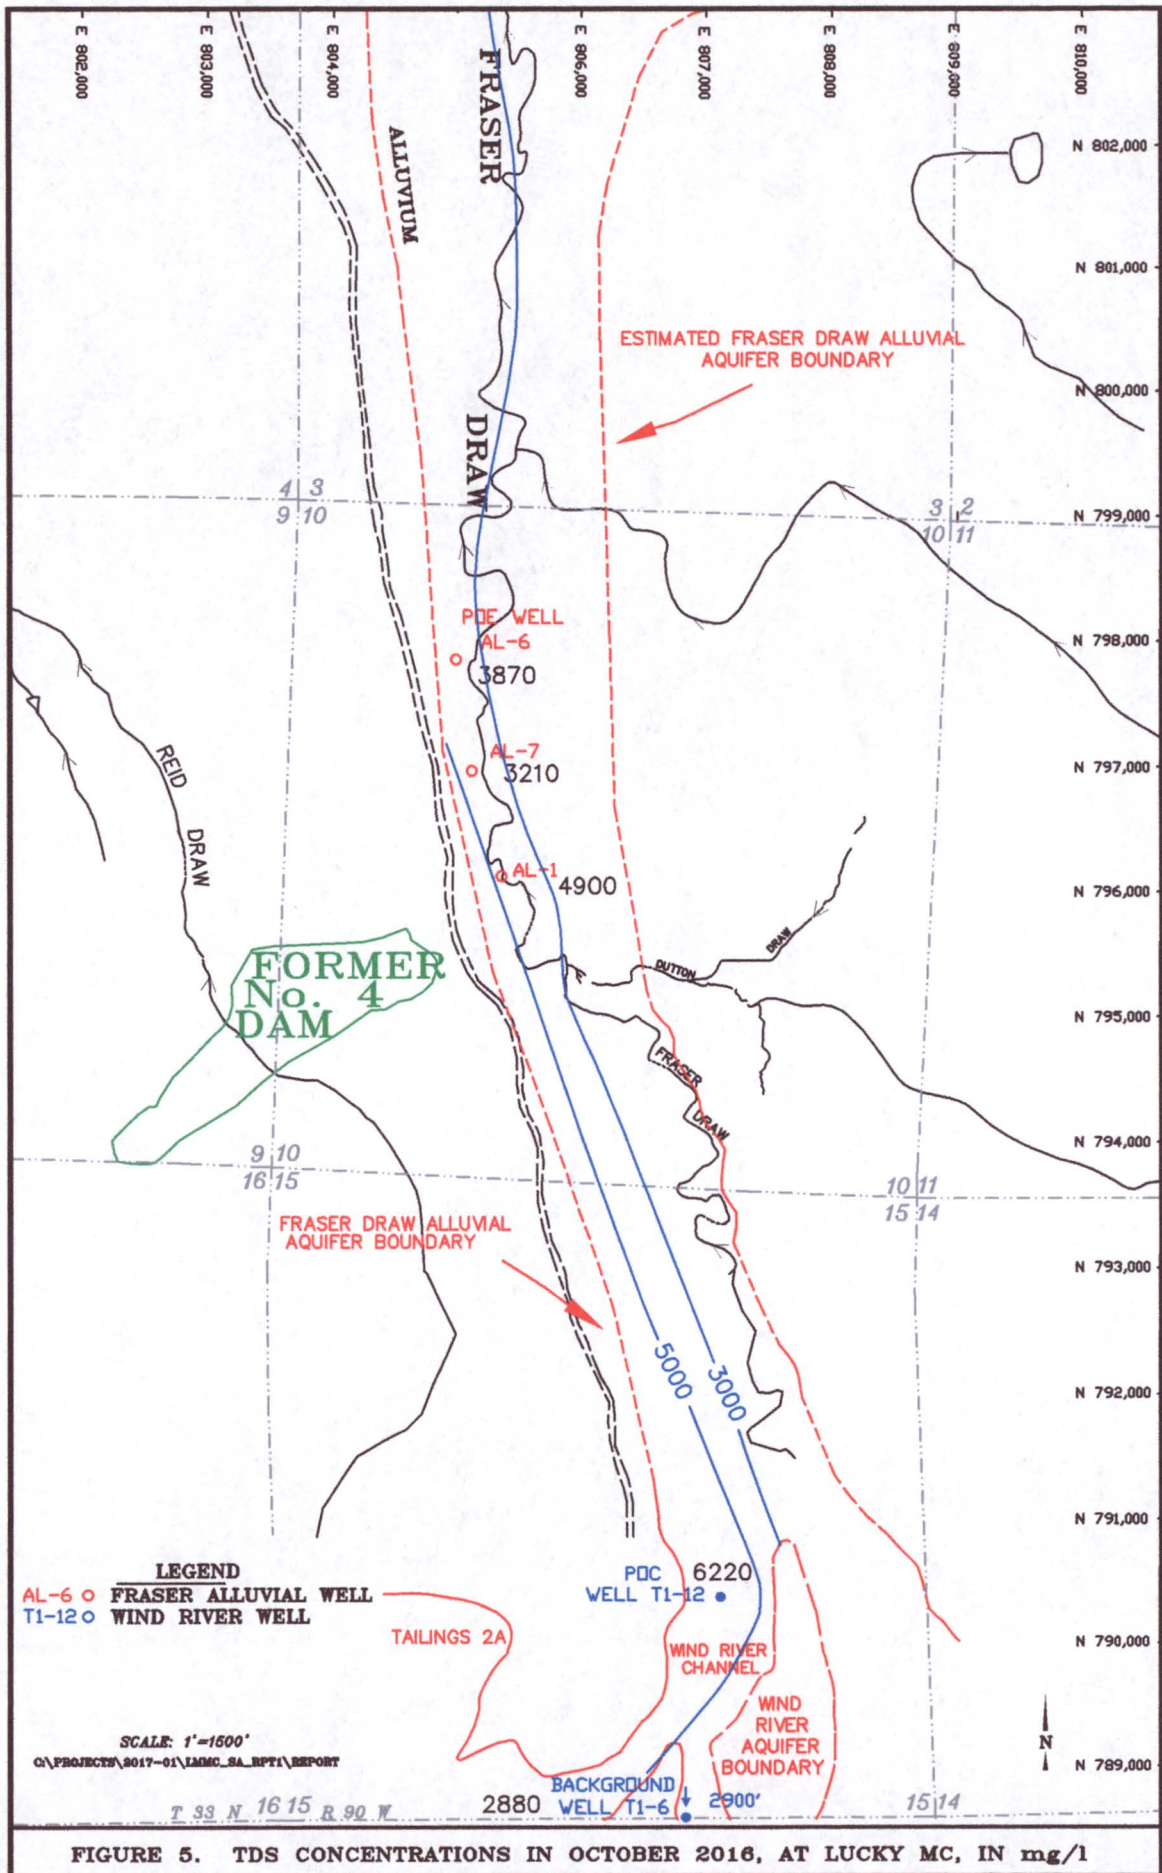 E 802,000
E 803,000
E 804,000
E 806,000
E 807,000
E 808,000
E 809,000
E 810,000
FRASER
ALLUVIUM
N 802,000
N 801,000
ESTIMATED FRASER DRAW ALLUVIAL
AQUIFER BOUNDARY
N 800,000
DRAW
4 3
9 10
3 2
10 11
N 799,000
POE WELL
AL-6
3870
N 798,000
REID
DRAW
AL-7
3210
N 797,000
AL-1
4900
N 796,000
FORMER
No. 4
DAM
DUTTON
DRAW
N 795,000
FRASER
DRAW
N 794,000
9 10
16 15
10 11
15 14
FRASER DRAW ALLUVIAL
AQUIFER BOUNDARY
N 793,000
5000
3000
N 792,000
N 791,000
LEGEND
AL-6 FRASER ALLUVIAL WELL
T1-12 WIND RIVER WELL
POC
WELL T1-12
6220
TAILINGS 2A
WIND RIVER
CHANNEL
N 790,000
WIND
RIVER
AQUIFER
BOUNDARY
N
SCALE: 1"=1500'
C:\PROJECTS\2017-01\LMMC_SA_RPT1\REPORT
N 789,000
T 33 N 16 15 R 90 W
2880
BACKGROUND
WELL T1-6
2900'
15 14
FIGURE 5. TDS CONCENTRATIONS IN OCTOBER 2016, AT LUCKY MC, IN mg/l